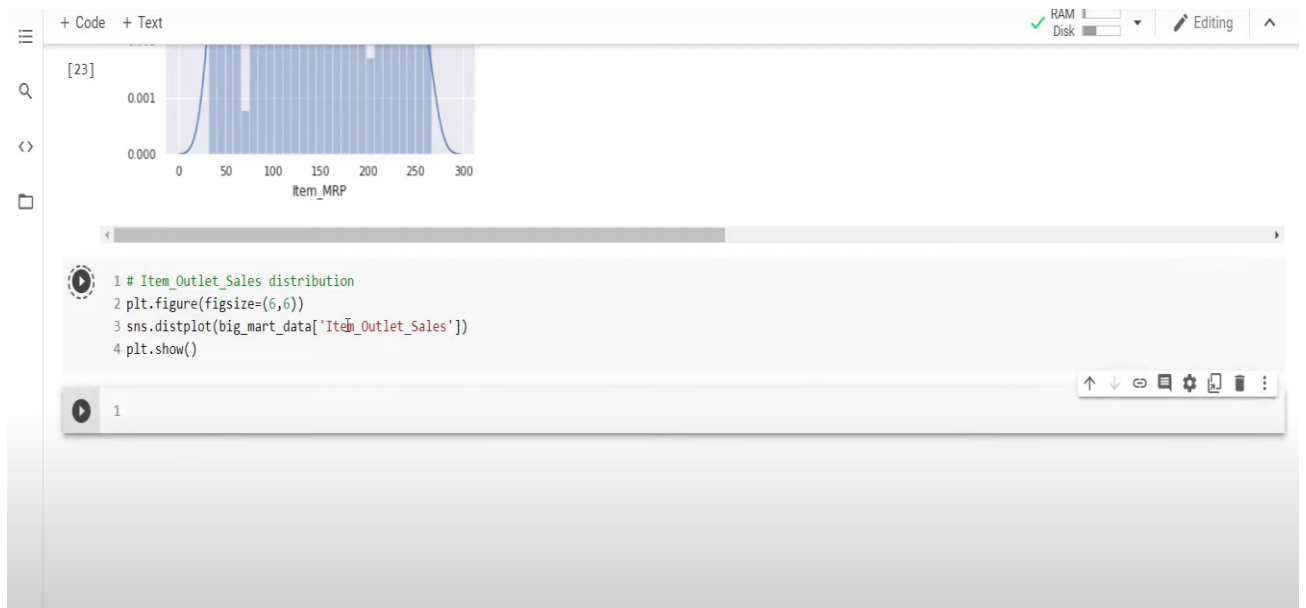 + Code + Text
RAM
Disk
Editing
[23]
0.001
0.000
0 50 100 150 200 250 300
Item_MRP
1 # Item_Outlet_Sales distribution
2 plt.figure(figsize=(6,6))
3 sns.distplot(big_mart_data['Item_Outlet_Sales'])
4 plt.show()
1